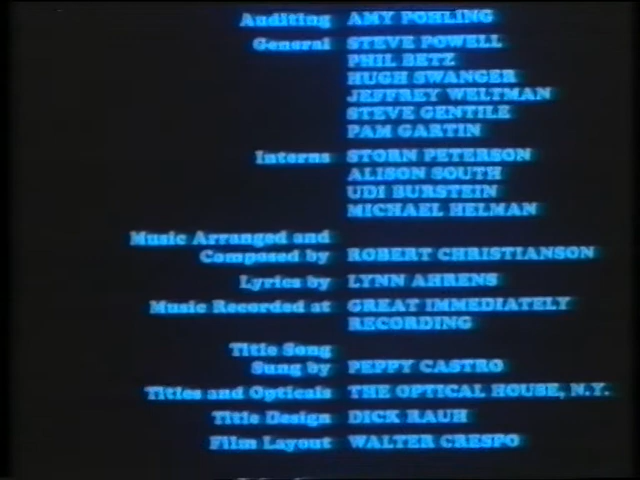 Auditing AMY POHLING
General STEVE POWELL
PHIL BETZ
HUGH SWANGER
JEFFREY WELTMAN
STEVE GENTILE
PAM GARTIN
Interns STORN PETERSON
ALISON SOUTH
UDI BURSTEIN
MICHAEL HELMAN
Music Arranged and
Composed by ROBERT CHRISTIANSON
Lyrics by LYNN AHRENS
Music Recorded at GREAT IMMEDIATELY
RECORDING
Title Song
Sung by PEPPY CASTRO
Titles and Opticals THE OPTICAL HOUSE, N.Y.
Title Design DICK RAUH
Film Layout WALTER CRESPO